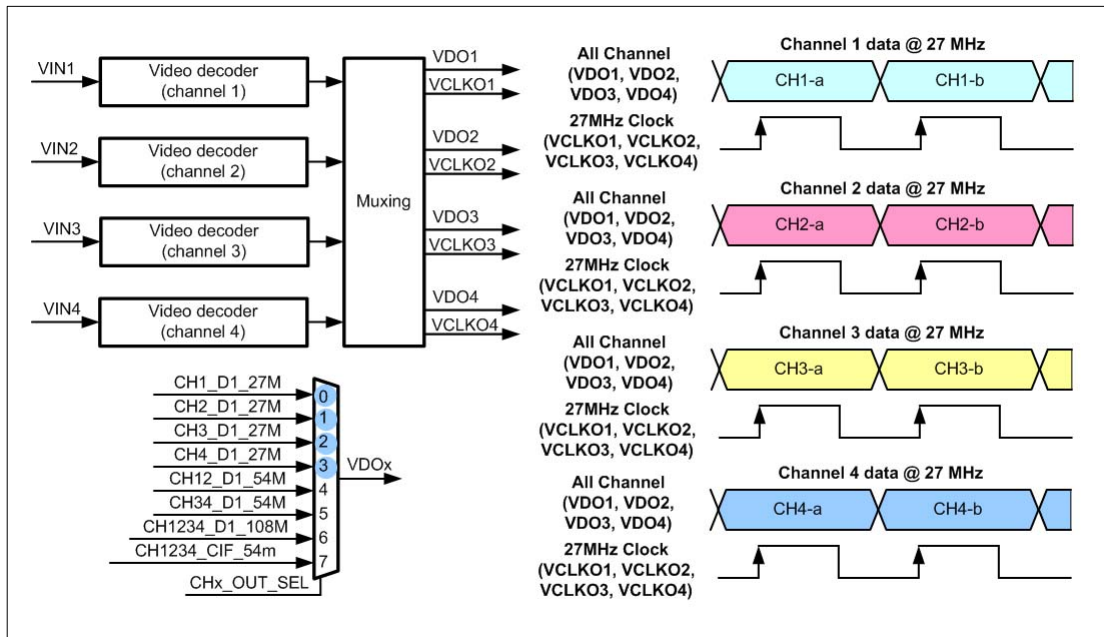 VIN1
Video decoder
(channel 1)
VIN2
Video decoder
(channel 2)
VIN3
Video decoder
(channel 3)
VIN4
Video decoder
(channel 4)
Muxing
VDO1
VCLKO1
VDO2
VCLKO2
VDO3
VCLKO3
VDO4
VCLKO4
CH1_D1_27M
0
CH2_D1_27M
1
CH3_D1_27M
2
CH4_D1_27M
3
CH12_D1_54M
4
CH34_D1_54M
5
CH1234_D1_108M
6
CH1234_CIF_54m
7
CHx_OUT_SEL
VDOx
Channel 1 data @ 27 MHz
All Channel
(VDO1, VDO2,
VDO3, VDO4)
CH1-a
CH1-b
27MHz Clock
(VCLKO1, VCLKO2,
VCLKO3, VCLKO4)
Channel 2 data @ 27 MHz
All Channel
(VDO1, VDO2,
VDO3, VDO4)
CH2-a
CH2-b
27MHz Clock
(VCLKO1, VCLKO2,
VCLKO3, VCLKO4)
Channel 3 data @ 27 MHz
All Channel
(VDO1, VDO2,
VDO3, VDO4)
CH3-a
CH3-b
27MHz Clock
(VCLKO1, VCLKO2,
VCLKO3, VCLKO4)
Channel 4 data @ 27 MHz
All Channel
(VDO1, VDO2,
VDO3, VDO4)
CH4-a
CH4-b
27MHz Clock
(VCLKO1, VCLKO2,
VCLKO3, VCLKO4)